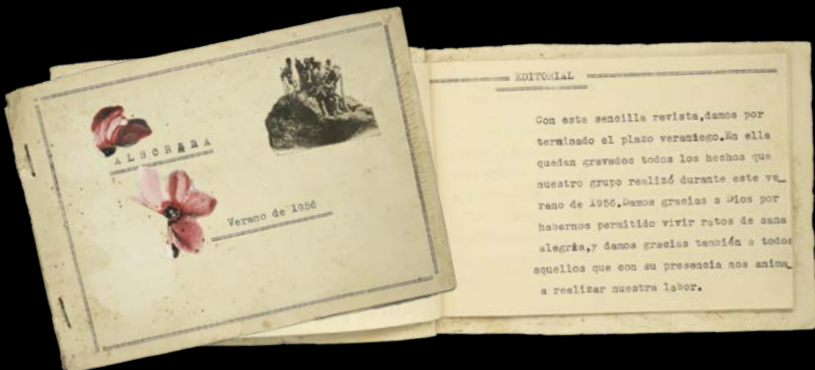 ALBORADA
Verano de 1956
EDITORIAL
Con esta sencilla revista,damos por
terminado el plazo veraniego.En ella
quedan gravados todos los hechos que
nuestro grupo realizó durante este ve_
rano de 1956.Damos gracias a Dios por
habernos permitido vivir ratos de sana
alegría,y damos gracias también a todos
aquellos que con su presencia nos anima_
a realizar nuestra labor.